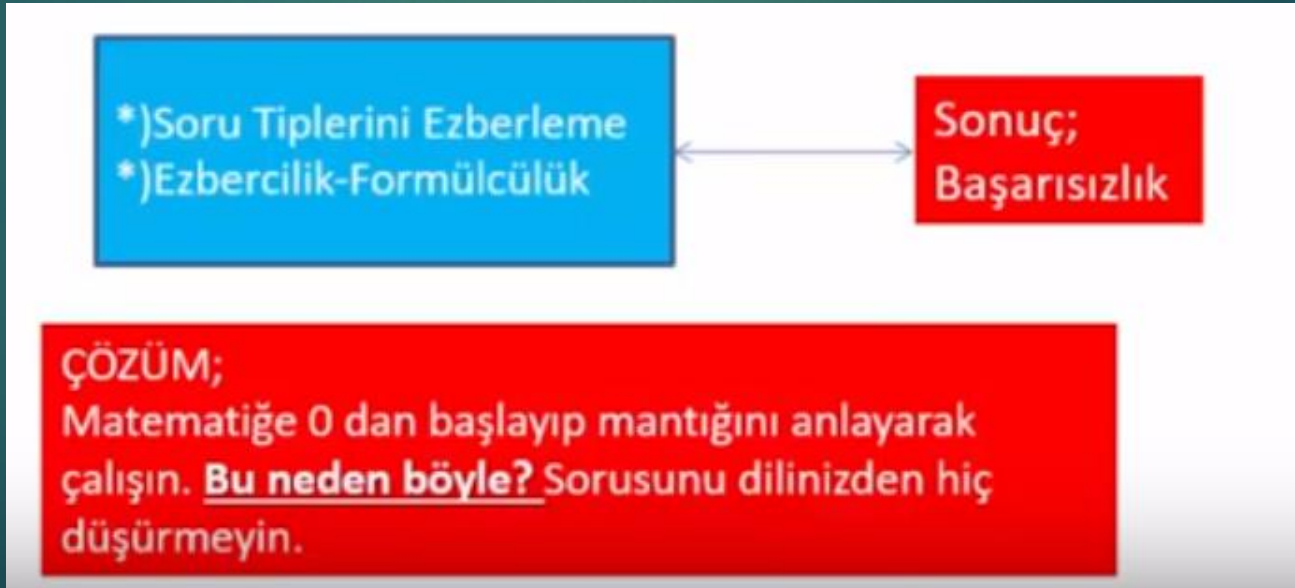 *)Soru Tiplerini Ezberleme
*)Ezbercilik-Formülcülük
Sonuç;
Başarısızlık
ÇÖZÜM;
Matematiğe 0 dan başlayıp mantığını anlayarak
çalışın. Bu neden böyle? Sorusunu dilinizden hiç
düşürmeyin.